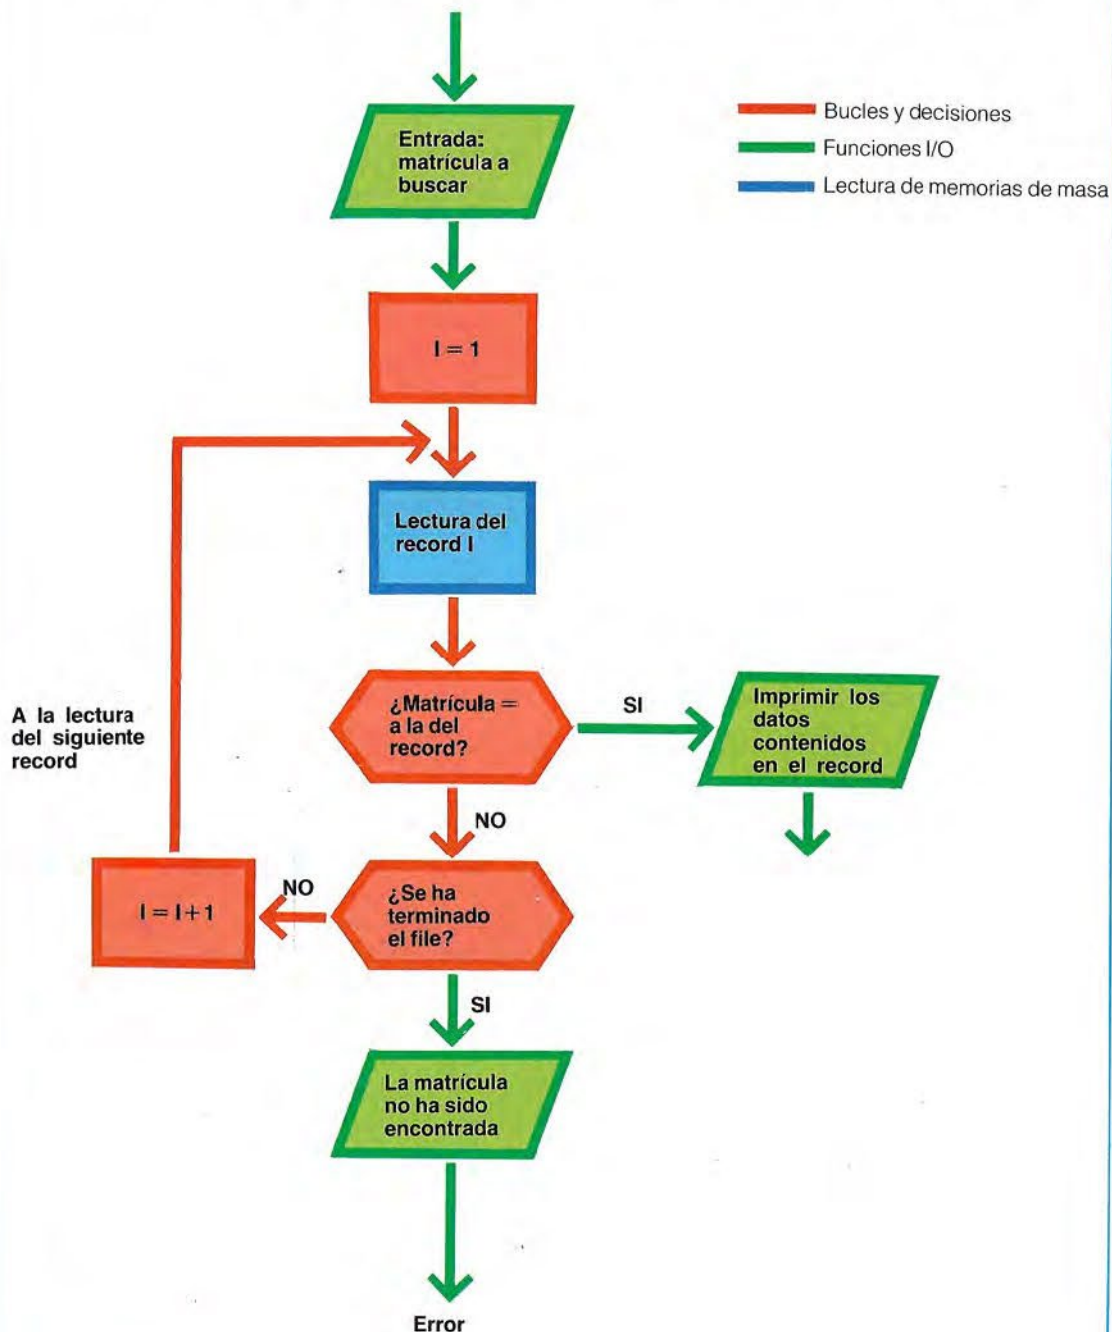 Entrada:
matrícula a
buscar
Bucles y decisiones
Funciones I/O
Lectura de memorias de masa
I = 1
Lectura del
record I
A la lectura
del siguiente
record
¿Matrícula =
a la del
record?
SI
Imprimir los
datos
contenidos
en el record
NO
I = I+1
NO
¿Se ha
terminado
el file?
SI
La matrícula
no ha sido
encontrada
Error